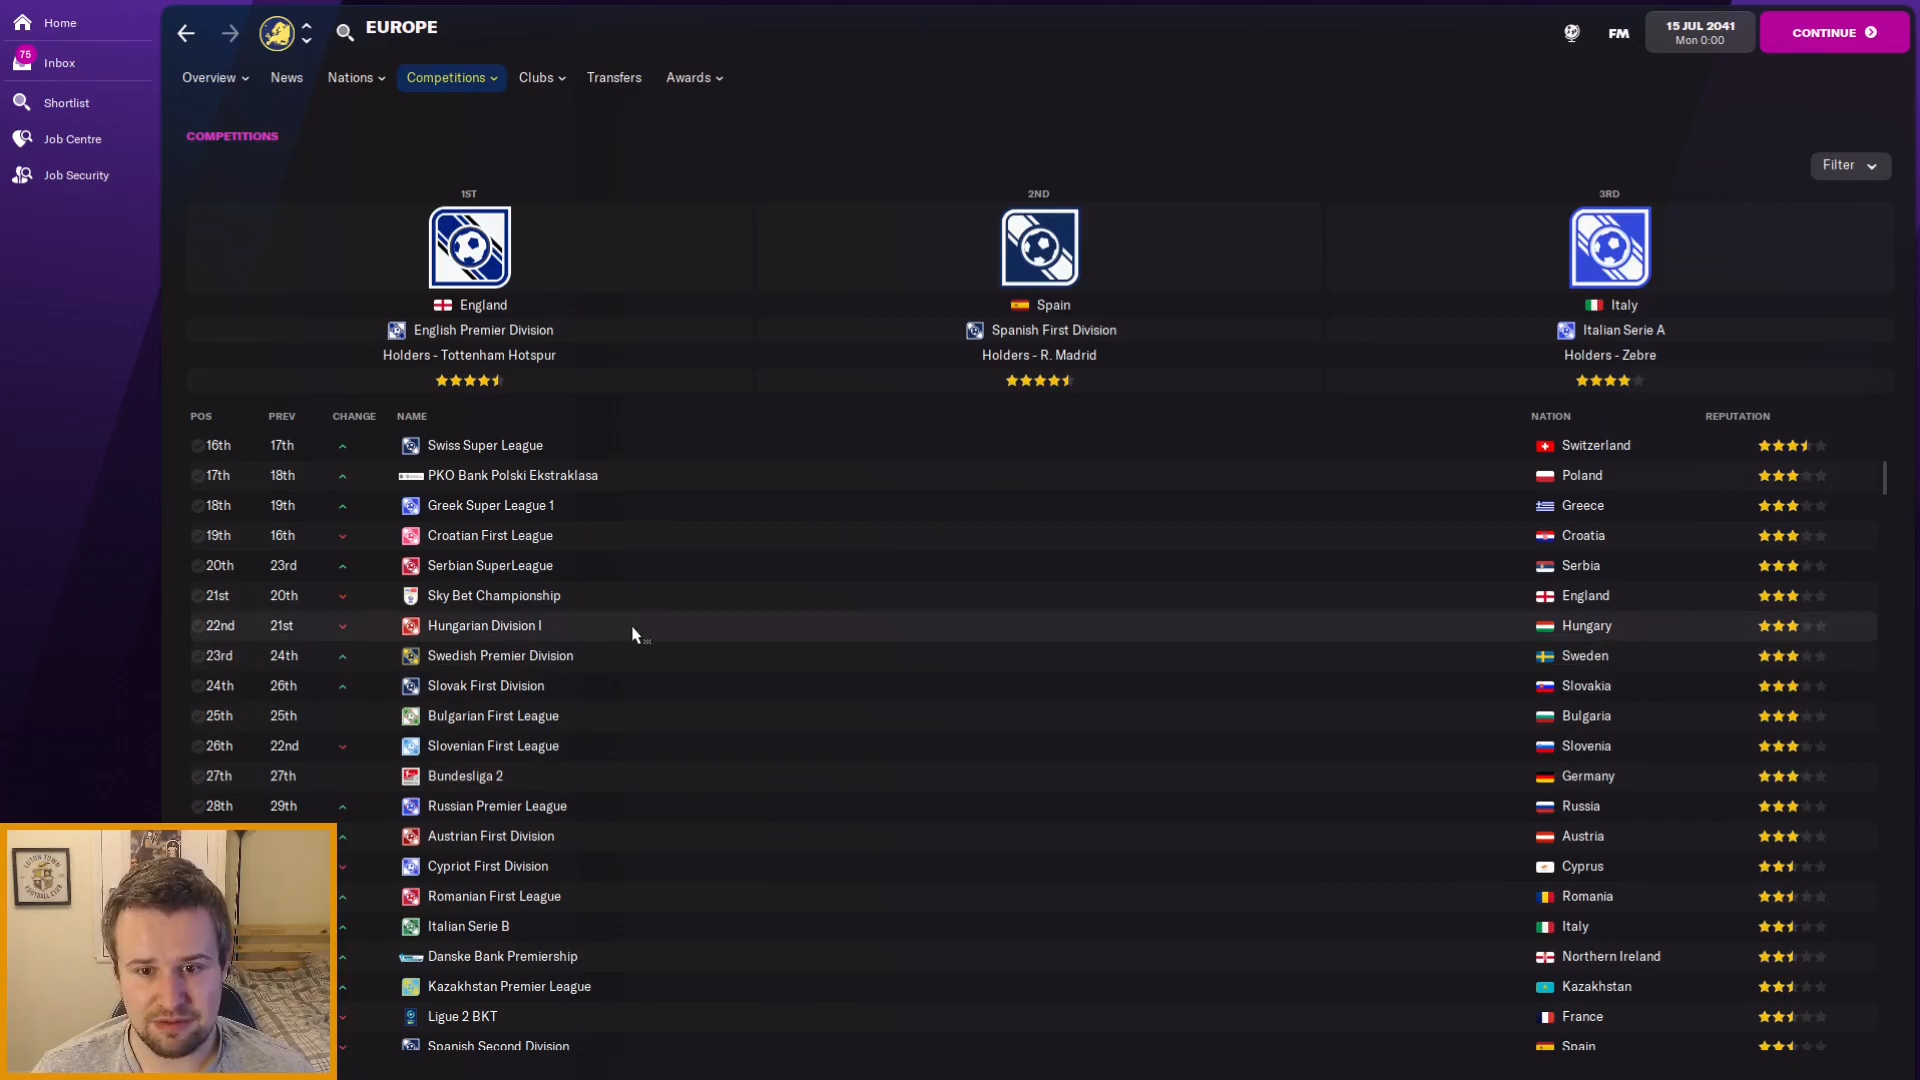 Home
75
Inbox
Shortlist
Job Centre
Job Security
EUROPE
FM
15 JUL 2041
Mon 0:00
CONTINUE
Overview News Nations Competitions Clubs Transfers Awards
COMPETITIONS
Filter
1ST
England
English Premier Division
Holders - Tottenham Hotspur
2ND
Spain
Spanish First Division
Holders - R. Madrid
3RD
Italy
Italian Serie A
Holders - Zebre
POS PREV CHANGE NAME NATION REPUTATION
16th 17th Swiss Super League Switzerland
17th 18th PKO Bank Polski Ekstraklasa Poland
18th 19th Greek Super League 1 Greece
19th 16th Croatian First League Croatia
20th 23rd Serbian SuperLeague Serbia
21st 20th Sky Bet Championship England
22nd 21st Hungarian Division I Hungary
23rd 24th Swedish Premier Division Sweden
24th 26th Slovak First Division Slovakia
25th 25th Bulgarian First League Bulgaria
26th 22nd Slovenian First League Slovenia
27th 27th Bundesliga 2 Germany
28th 29th Russian Premier League Russia
Austrian First Division Austria
Cypriot First Division Cyprus
Romanian First League Romania
Italian Serie B Italy
Danske Bank Premiership Northern Ireland
Kazakhstan Premier League Kazakhstan
Ligue 2 BKT France
Spanish Second Division Spain
LUTON TOWN
FOOTBALL CLUB